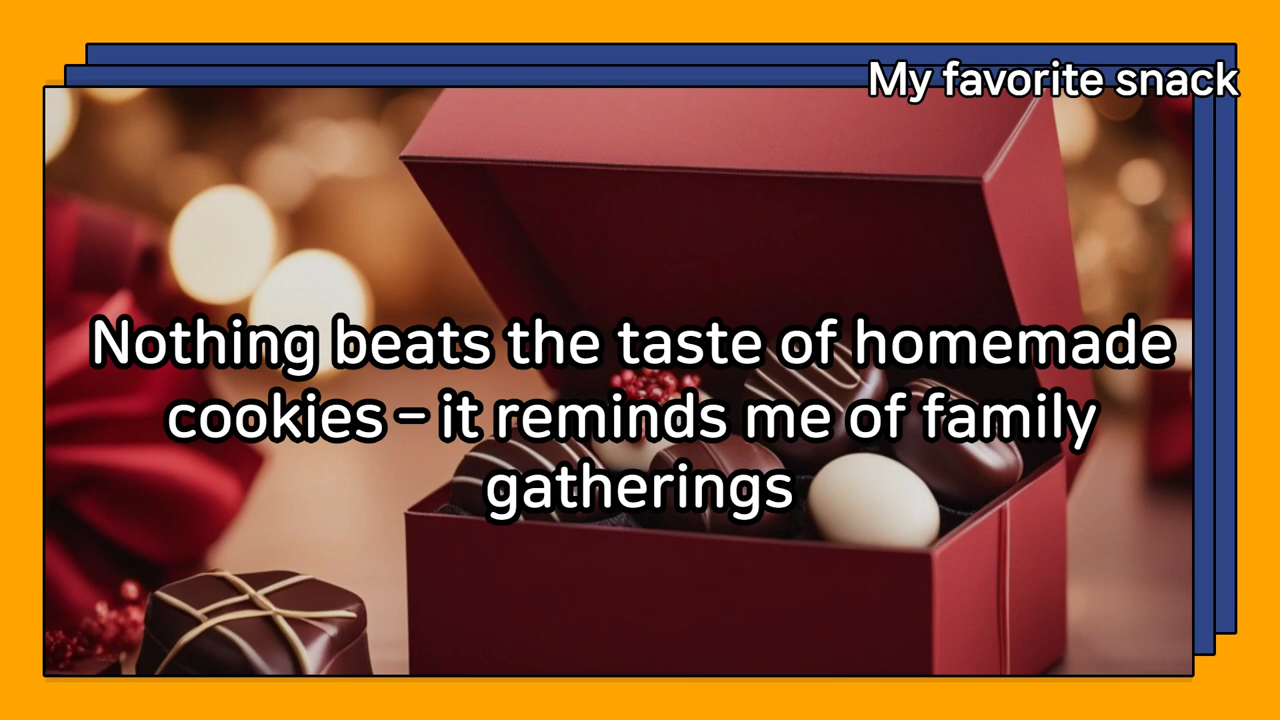 My favorite snack
Nothing beats the taste of homemade
cookies – it reminds me of family
gatherings